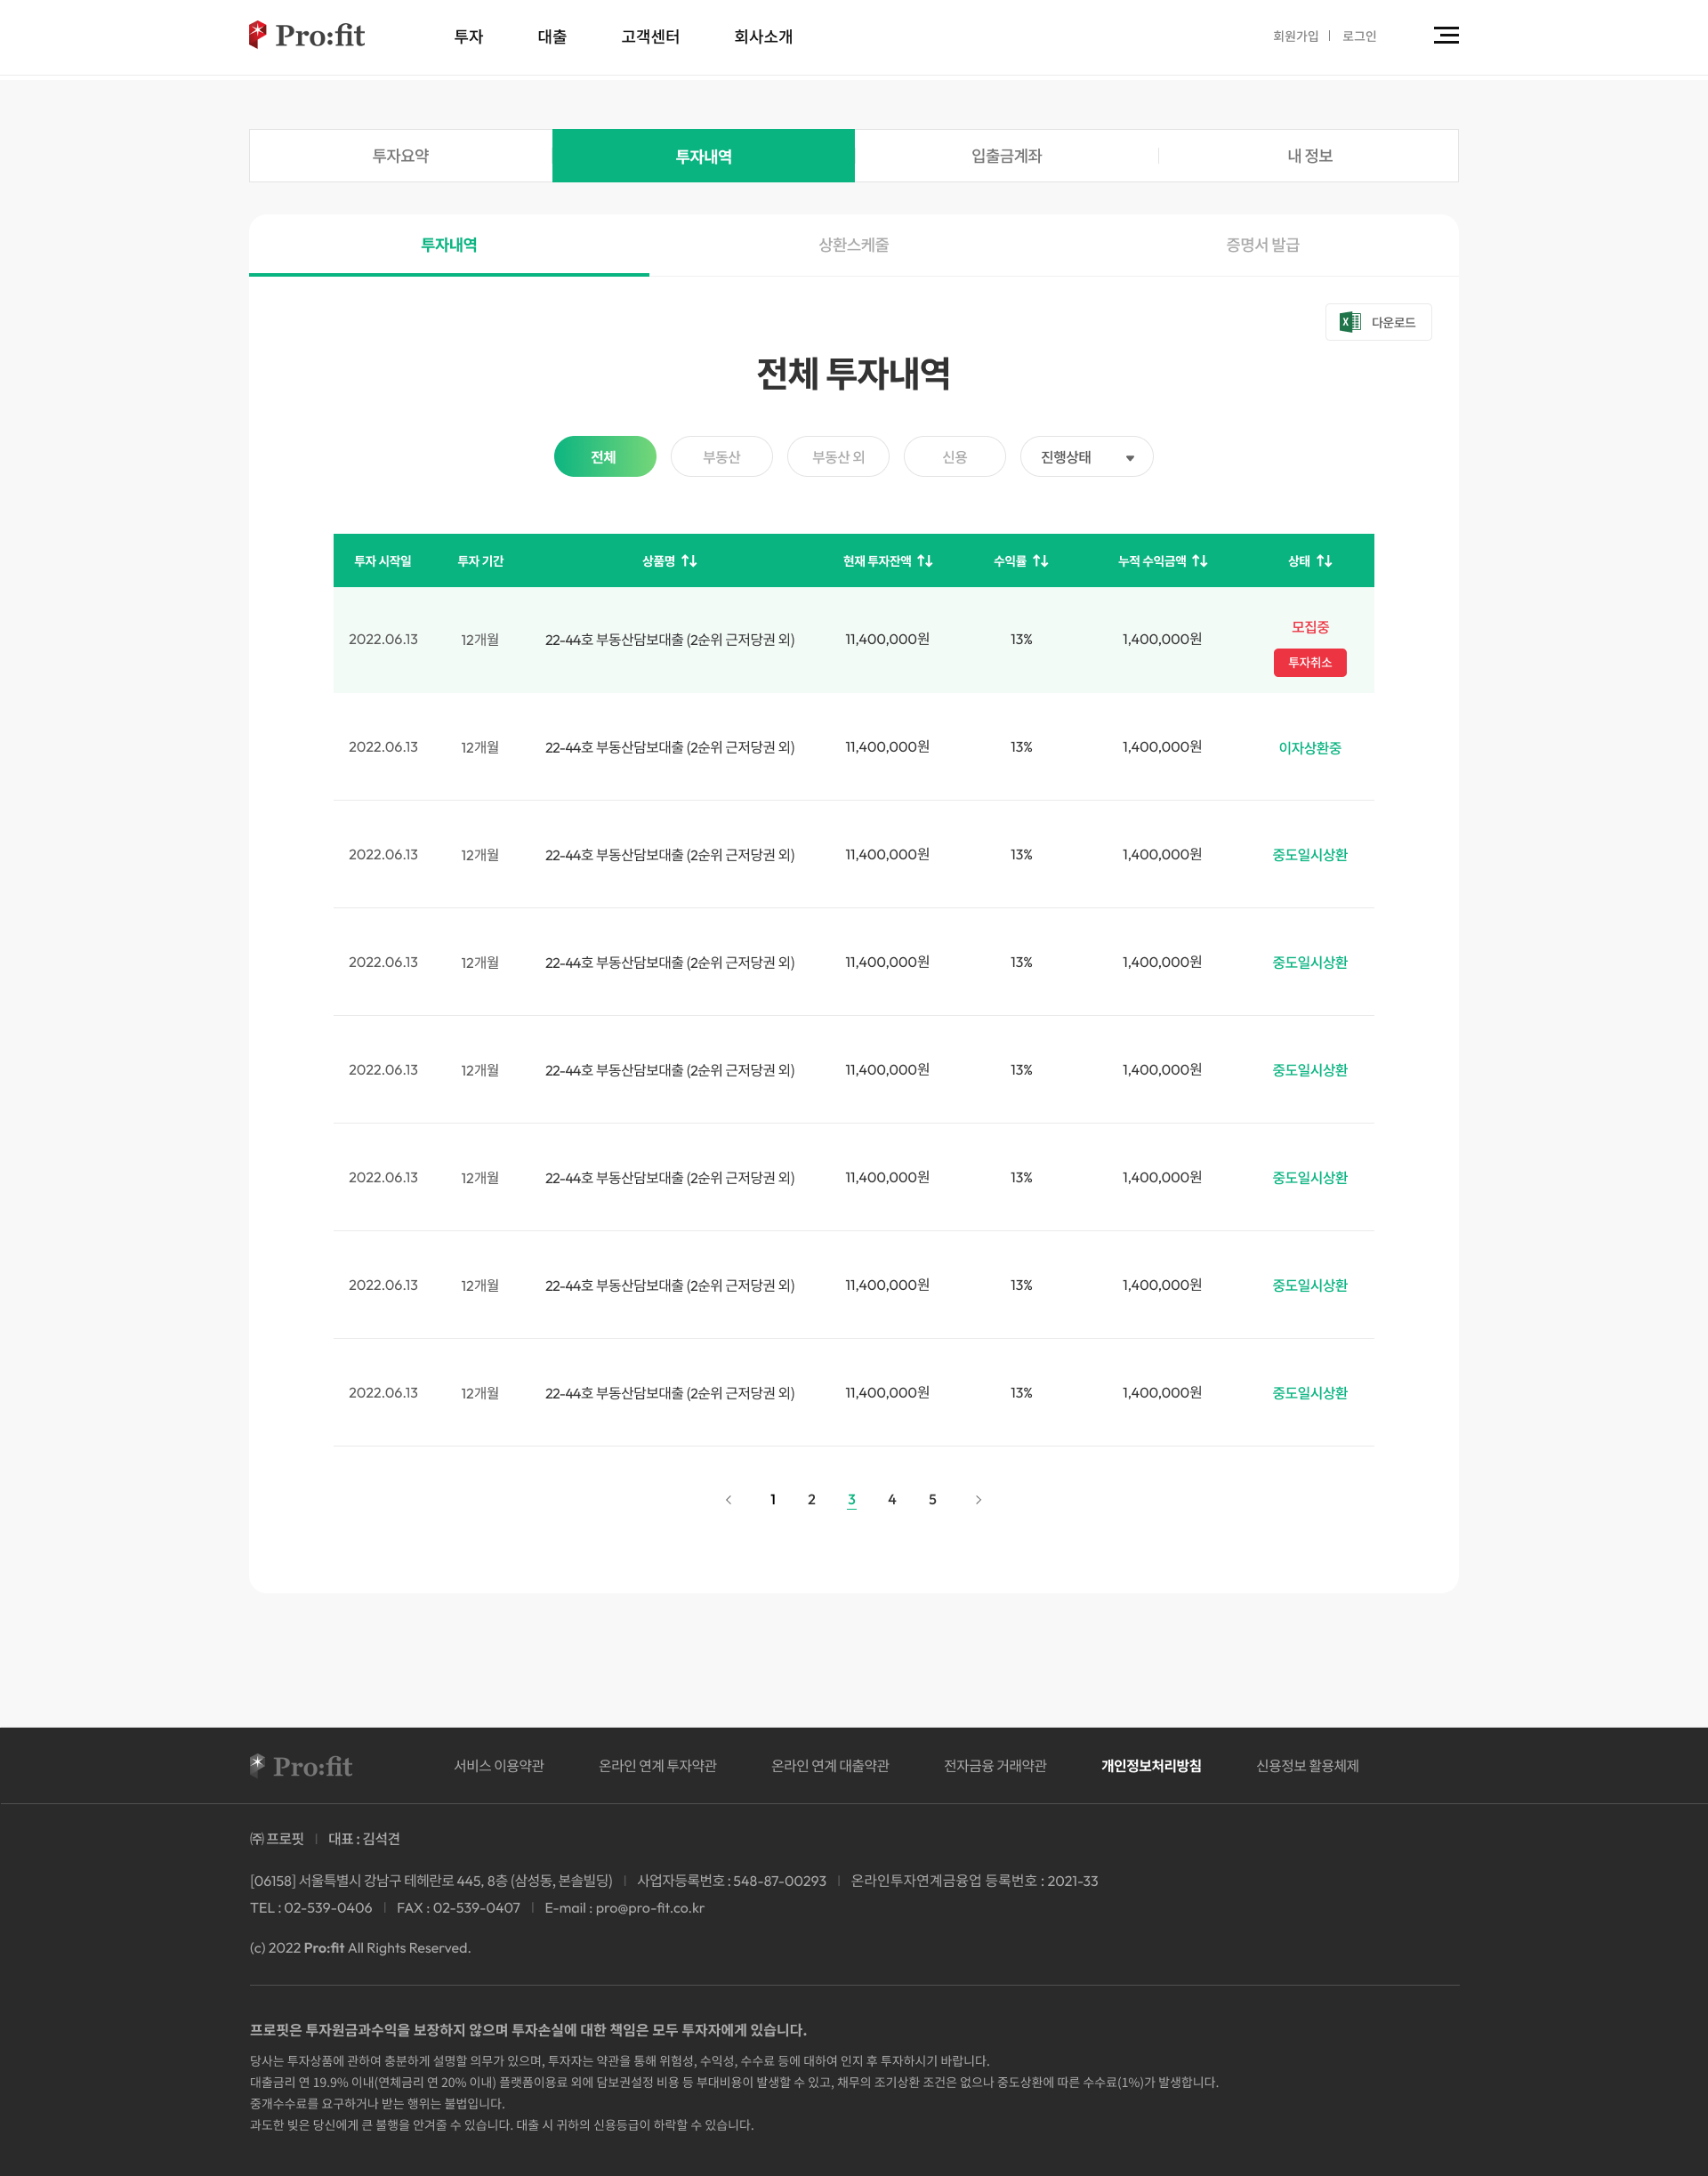 Pro:fit 투자 대출 고객센터 회사소개 회원가입 로그인
투자요약 투자내역 입출금계좌 내 정보
투자내역 상환스케줄 증명서 발급
다운로드
전체 투자내역
전체 부동산 부동산 외 신용 진행상태
투자 시작일 투자 기간 상품명 현재 투자잔액 수익률 누적 수익금액 상태
2022.06.13 12개월 22-44호 부동산담보대출 (2순위 근저당권 외) 11,400,000원 13% 1,400,000원 모집중
투자취소
2022.06.13 12개월 22-44호 부동산담보대출 (2순위 근저당권 외) 11,400,000원 13% 1,400,000원 이자상환중
2022.06.13 12개월 22-44호 부동산담보대출 (2순위 근저당권 외) 11,400,000원 13% 1,400,000원 중도일시상환
2022.06.13 12개월 22-44호 부동산담보대출 (2순위 근저당권 외) 11,400,000원 13% 1,400,000원 중도일시상환
2022.06.13 12개월 22-44호 부동산담보대출 (2순위 근저당권 외) 11,400,000원 13% 1,400,000원 중도일시상환
2022.06.13 12개월 22-44호 부동산담보대출 (2순위 근저당권 외) 11,400,000원 13% 1,400,000원 중도일시상환
2022.06.13 12개월 22-44호 부동산담보대출 (2순위 근저당권 외) 11,400,000원 13% 1,400,000원 중도일시상환
2022.06.13 12개월 22-44호 부동산담보대출 (2순위 근저당권 외) 11,400,000원 13% 1,400,000원 중도일시상환
1 2 3 4 5
Pro:fit 서비스 이용약관 온라인 연계 투자약관 온라인 연계 대출약관 전자금융 거래약관 개인정보처리방침 신용정보 활용체제
㈜ 프로핏 | 대표 : 김석견
[06158] 서울특별시 강남구 테헤란로 445, 8층 (삼성동, 본솔빌딩) | 사업자등록번호 : 548-87-00293 | 온라인투자연계금융업 등록번호 : 2021-33
TEL : 02-539-0406 | FAX : 02-539-0407 | E-mail : pro@pro-fit.co.kr
(c) 2022 Pro:fit All Rights Reserved.
프로핏은 투자원금과수익을 보장하지 않으며 투자손실에 대한 책임은 모두 투자자에게 있습니다.
당사는 투자상품에 관하여 충분하게 설명할 의무가 있으며, 투자자는 약관을 통해 위험성, 수익성, 수수료 등에 대하여 인지 후 투자하시기 바랍니다.
대출금리 연 19.9% 이내(연체금리 연 20% 이내) 플랫폼이용료 외에 담보권설정 비용 등 부대비용이 발생할 수 있고, 채무의 조기상환 조건은 없으나 중도상환에 따른 수수료(1%)가 발생합니다.
중개수수료를 요구하거나 받는 행위는 불법입니다.
과도한 빚은 당신에게 큰 불행을 안겨줄 수 있습니다. 대출 시 귀하의 신용등급이 하락할 수 있습니다.